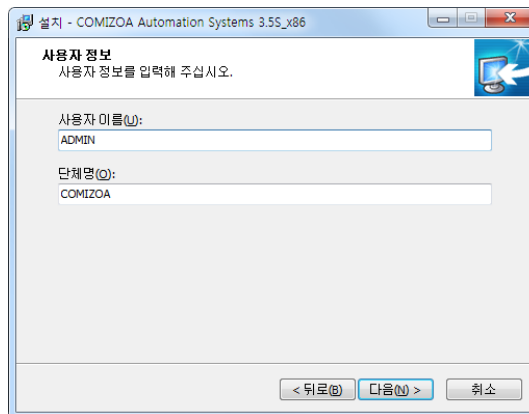 설치 - COMIZOA Automation Systems 3.5S_x86
사용자 정보
사용자 정보를 입력해 주십시오.
사용자 이름(U):
ADMIN
단체명(O):
COMIZOA
< 뒤로(B) 다음(N) > 취소